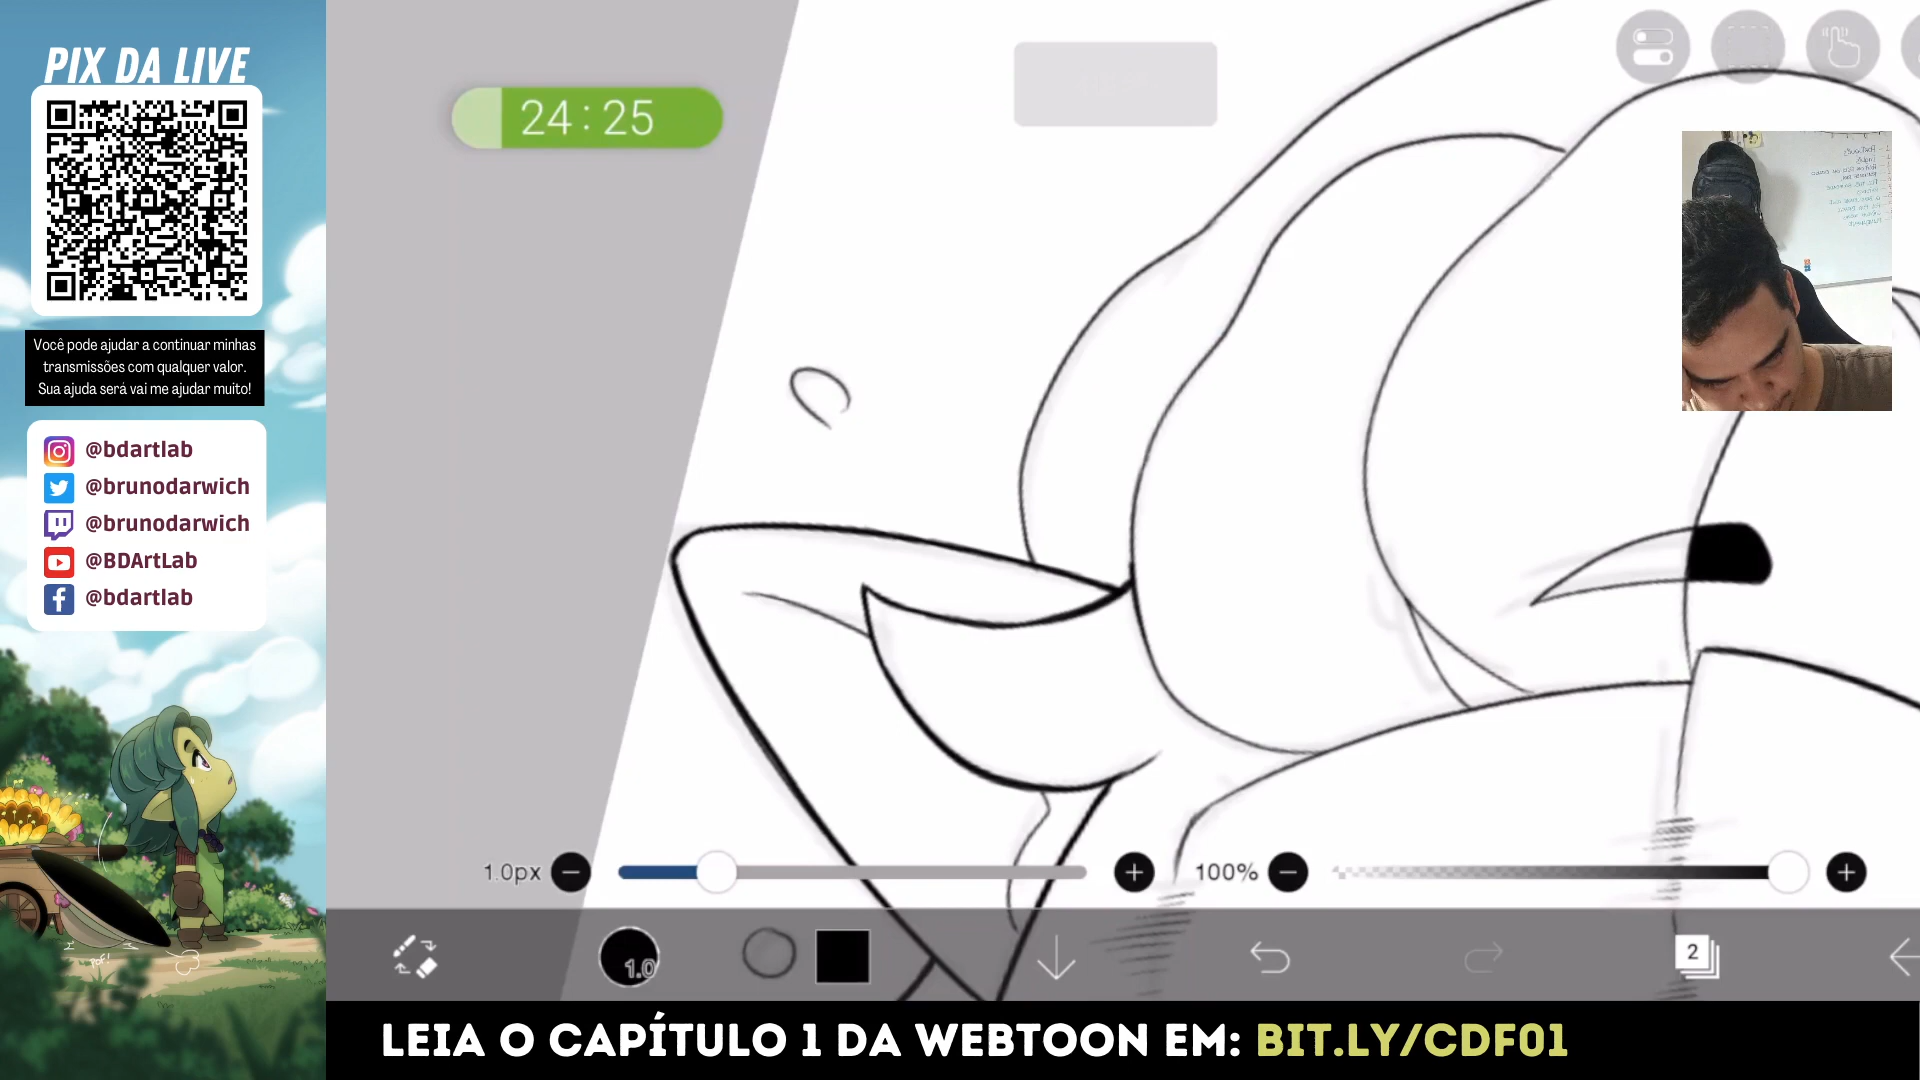 PIX DA LIVE
Você pode ajudar a continuar minhas
transmissões com qualquer valor.
Sua ajuda será vai me ajudar muito!
@bdartlab
@brunodarwich
@brunodarwich
@BDArtLab
@bdartlab
POF!
24:25
1.0px
100%
1.0
2
LEIA O CAPÍTULO 1 DA WEBTOON EM: BIT.LY/CDF01